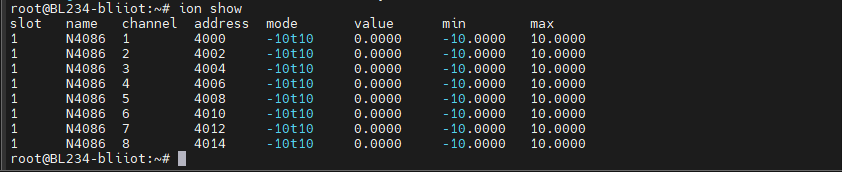 root@BL234-bliiot:~# ion show
slot name channel address mode value min max
1 N4086 1 4000 -10t10 0.0000 -10.0000 10.0000
1 N4086 2 4002 -10t10 0.0000 -10.0000 10.0000
1 N4086 3 4004 -10t10 0.0000 -10.0000 10.0000
1 N4086 4 4006 -10t10 0.0000 -10.0000 10.0000
1 N4086 5 4008 -10t10 0.0000 -10.0000 10.0000
1 N4086 6 4010 -10t10 0.0000 -10.0000 10.0000
1 N4086 7 4012 -10t10 0.0000 -10.0000 10.0000
1 N4086 8 4014 -10t10 0.0000 -10.0000 10.0000
root@BL234-bliiot:~#